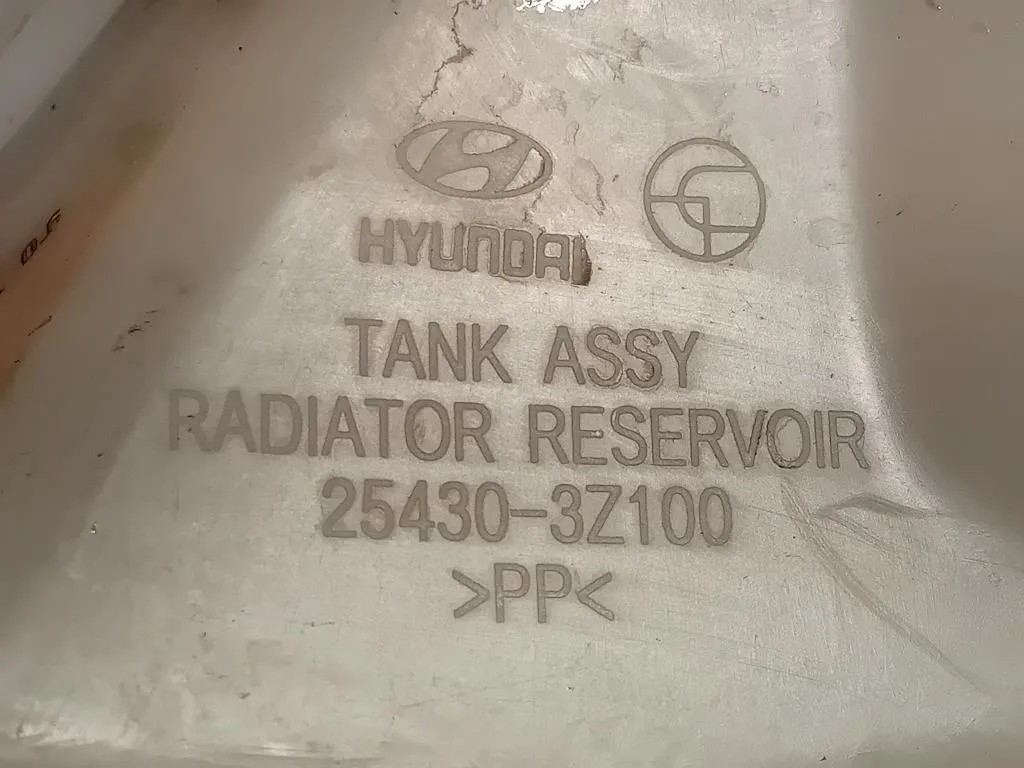 HYUNDAI
TANK ASSY
RADIATOR RESERVOIR
25430-3Z100
>PP<